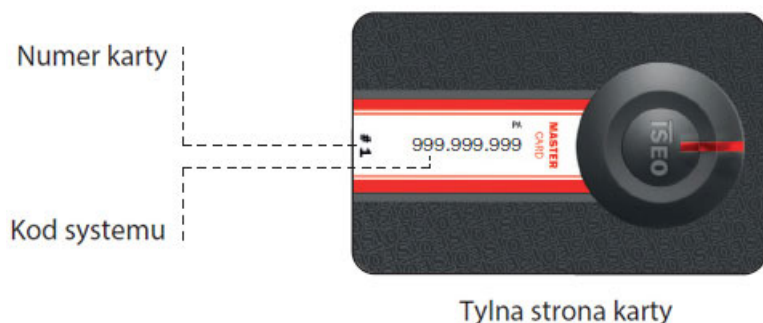 Numer karty
# 1
PA
999.999.999
MASTER
CARD
ISEO
Kod systemu
Tylna strona karty